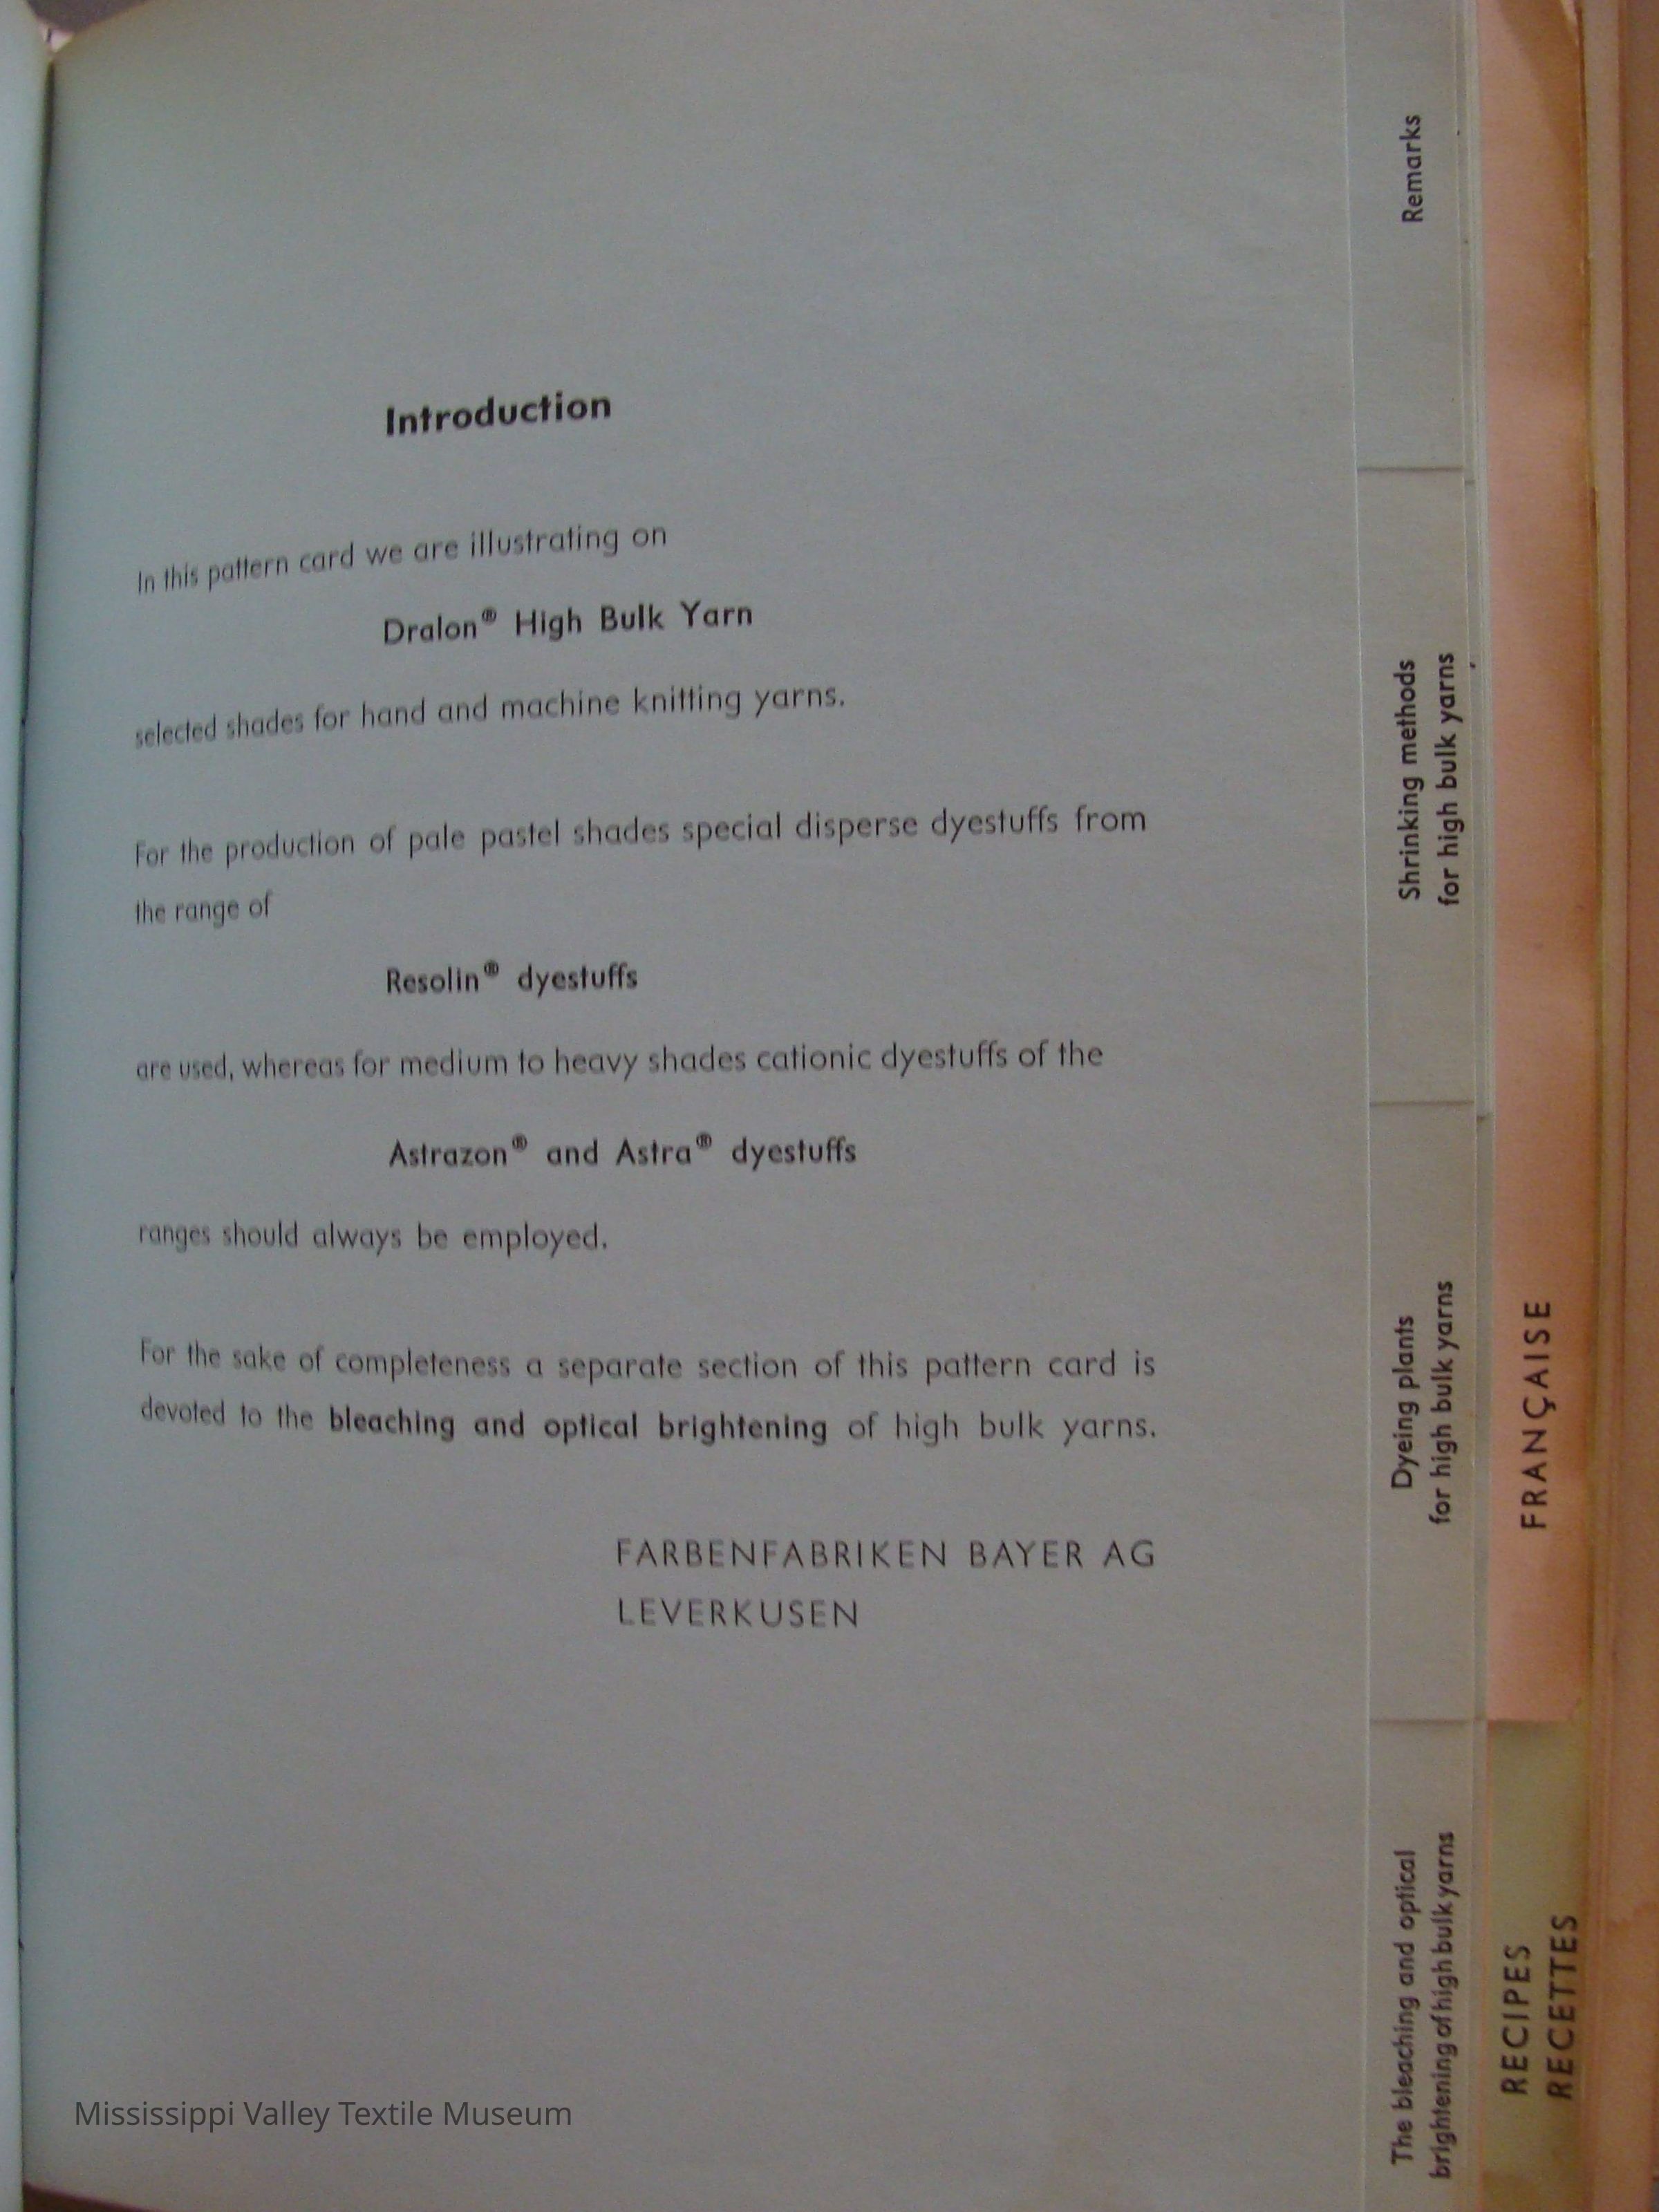 Introduction
In this pattern card we are illustrating on
Dralon® High Bulk Yarn
selected shades for hand and machine knitting yarns.
For the production of pale pastel shades special disperse dyestuffs from
the range of
Resolin® dyestuffs
are used, whereas for medium to heavy shades cationic dyestuffs of the
Astrazon® and Astra® dyestuffs
ranges should always be employed.
For the sake of completeness a separate section of this pattern card is
devoted to the bleaching and optical brightening of high bulk yarns.
FARBENFABRIKEN BAYER AG
LEVERKUSEN
Remarks
Shrinking methods
for high bulk yarns
Dyeing plants
for high bulk yarns
The bleaching and optical
brightening of high bulk yarns
FRANÇAISE
RECIPES
RECETTES
Mississippi Valley Textile Museum